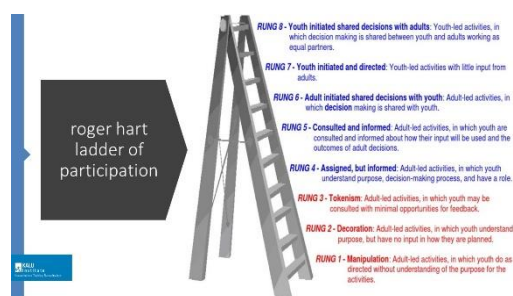 roger hart
ladder of
participation
RUNG 8 - Youth initiated shared decisions with adults: Youth-led activities, in
which decision making is shared between youth and adults working as
equal partners.
RUNG 7 - Youth initiated and directed: Youth-led activities with little input from
adults.
RUNG 6 - Adult initiated shared decisions with youth: Adult-led activities, in
which decision making is shared with youth.
RUNG 5 - Consulted and informed: Adult-led activities, in which youth are
consulted and informed about how their input will be used and the
outcomes of adult decisions.
RUNG 4 - Assigned, but informed: Adult-led activities, in which youth
understand purpose, decision-making process, and have a role.
RUNG 3 - Tokenism: Adult-led activities, in which youth may be
consulted with minimal opportunities for feedback.
RUNG 2 - Decoration: Adult-led activities, in which youth understand
purpose, but have no input in how they are planned.
RUNG 1 - Manipulation: Adult-led activities, in which youth do as
directed without understanding of the purpose for the
activities.
KALU